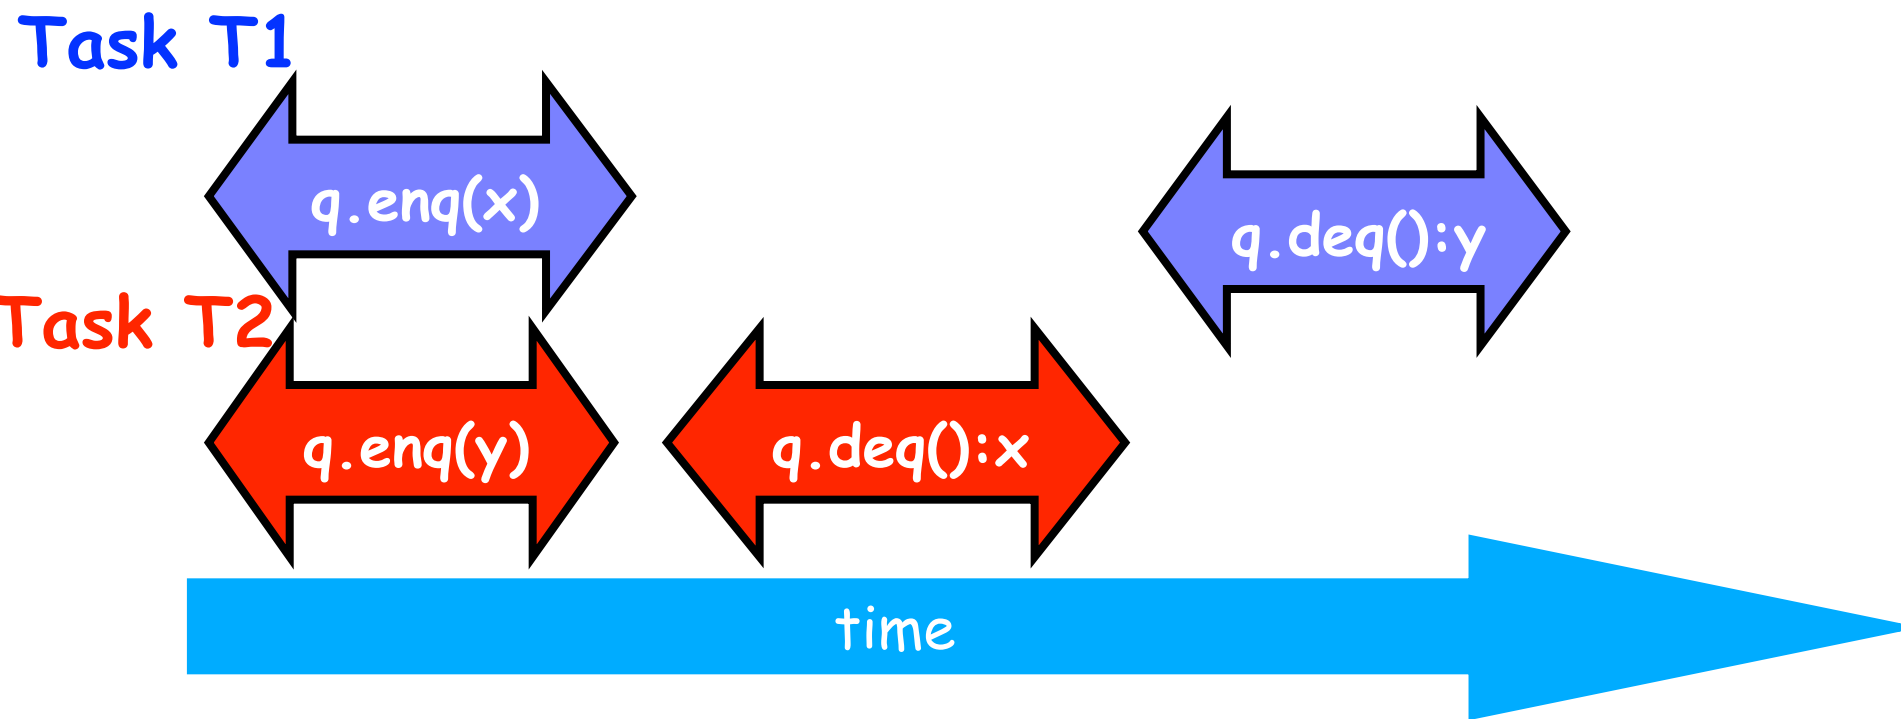 Task T1
q.enq(x)
q.deq():y
Task T2
q.enq(y)
q.deq():x
time